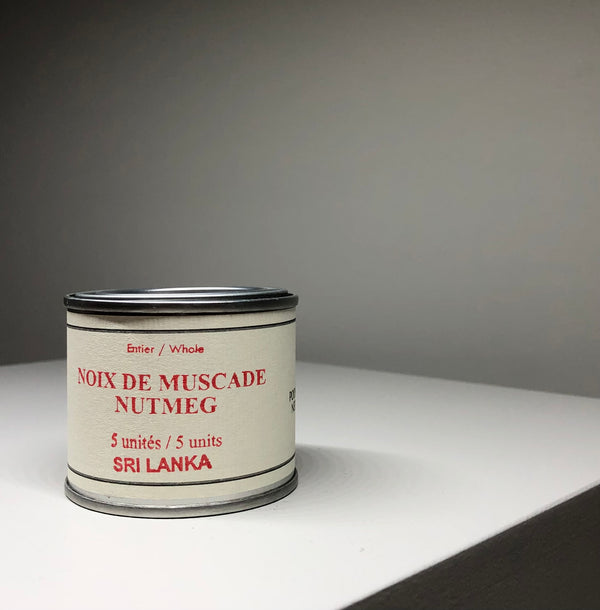 Entier / Whole
NOIX DE MUSCADE
NUTMEG
5 unités / 5 units
SRI LANKA